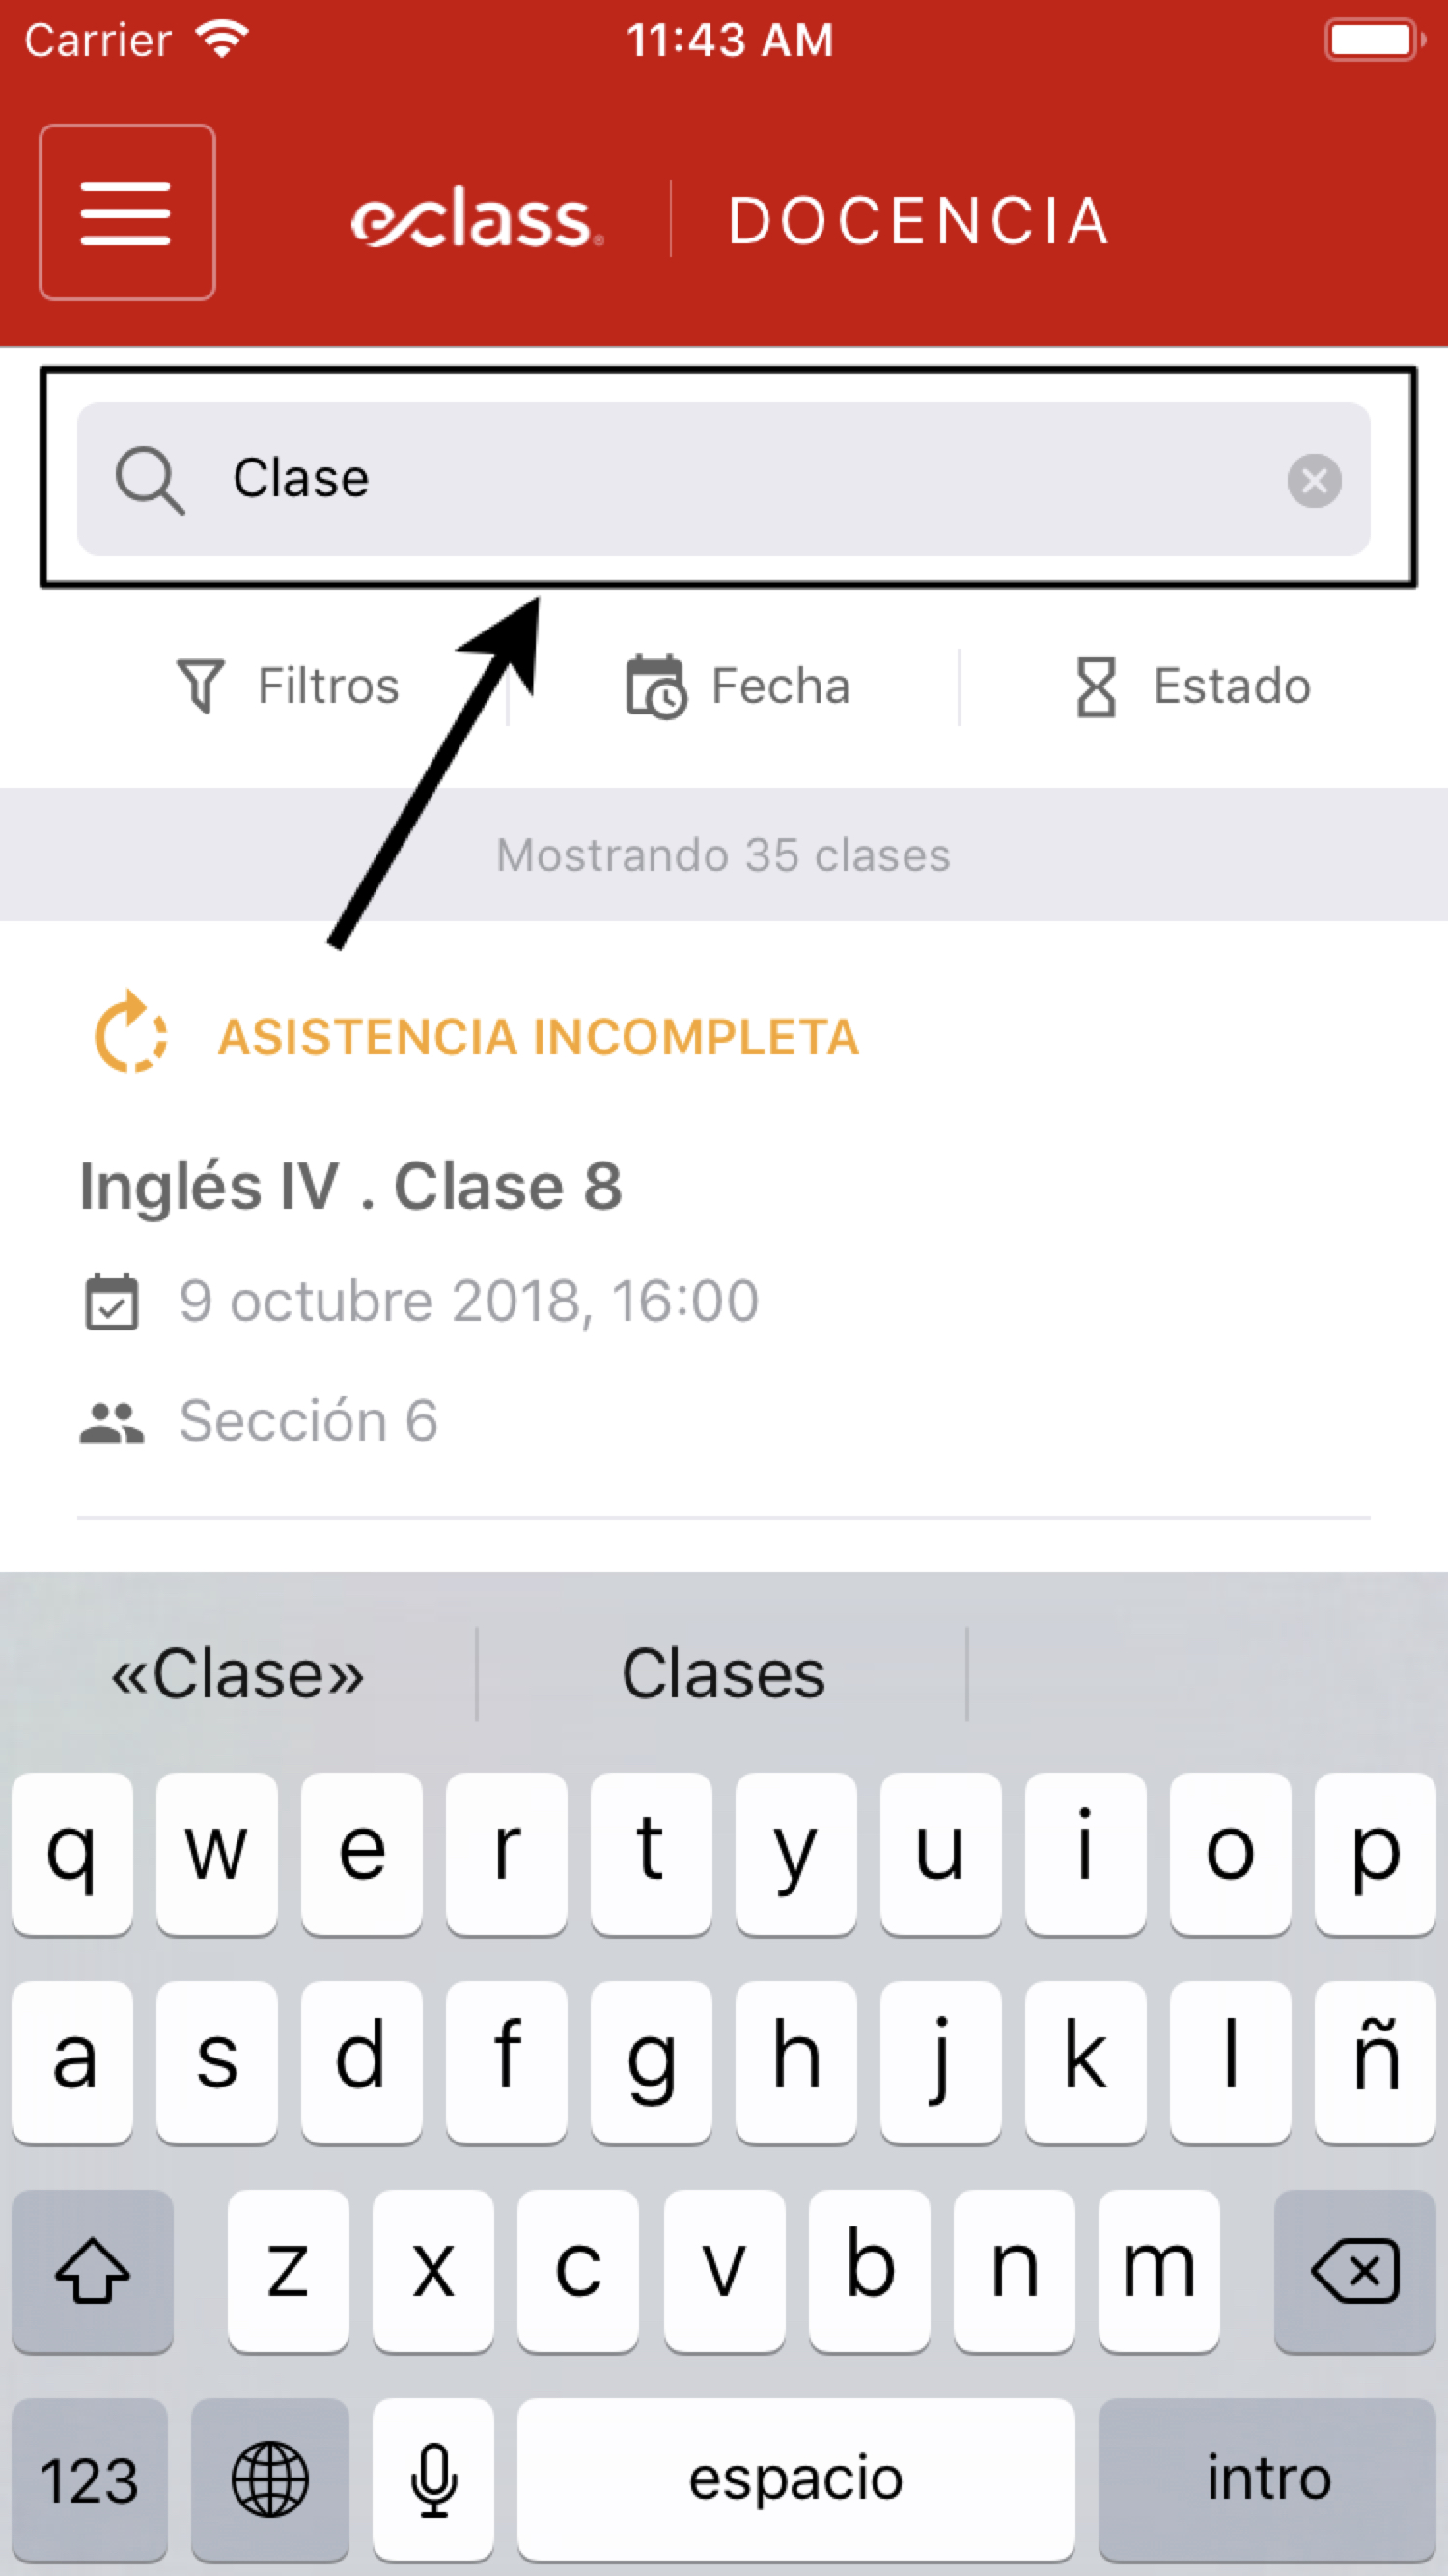 Carrier 11:43 AM
eclass® DOCENCIA
Clase
Filtros Fecha Estado
Mostrando 35 clases
ASISTENCIA INCOMPLETA
Inglés IV . Clase 8
9 octubre 2018, 16:00
Sección 6
«Clase» Clases
q w e r t y u i o p
a s d f g h j k l ñ
z x c v b n m
123 espacio intro